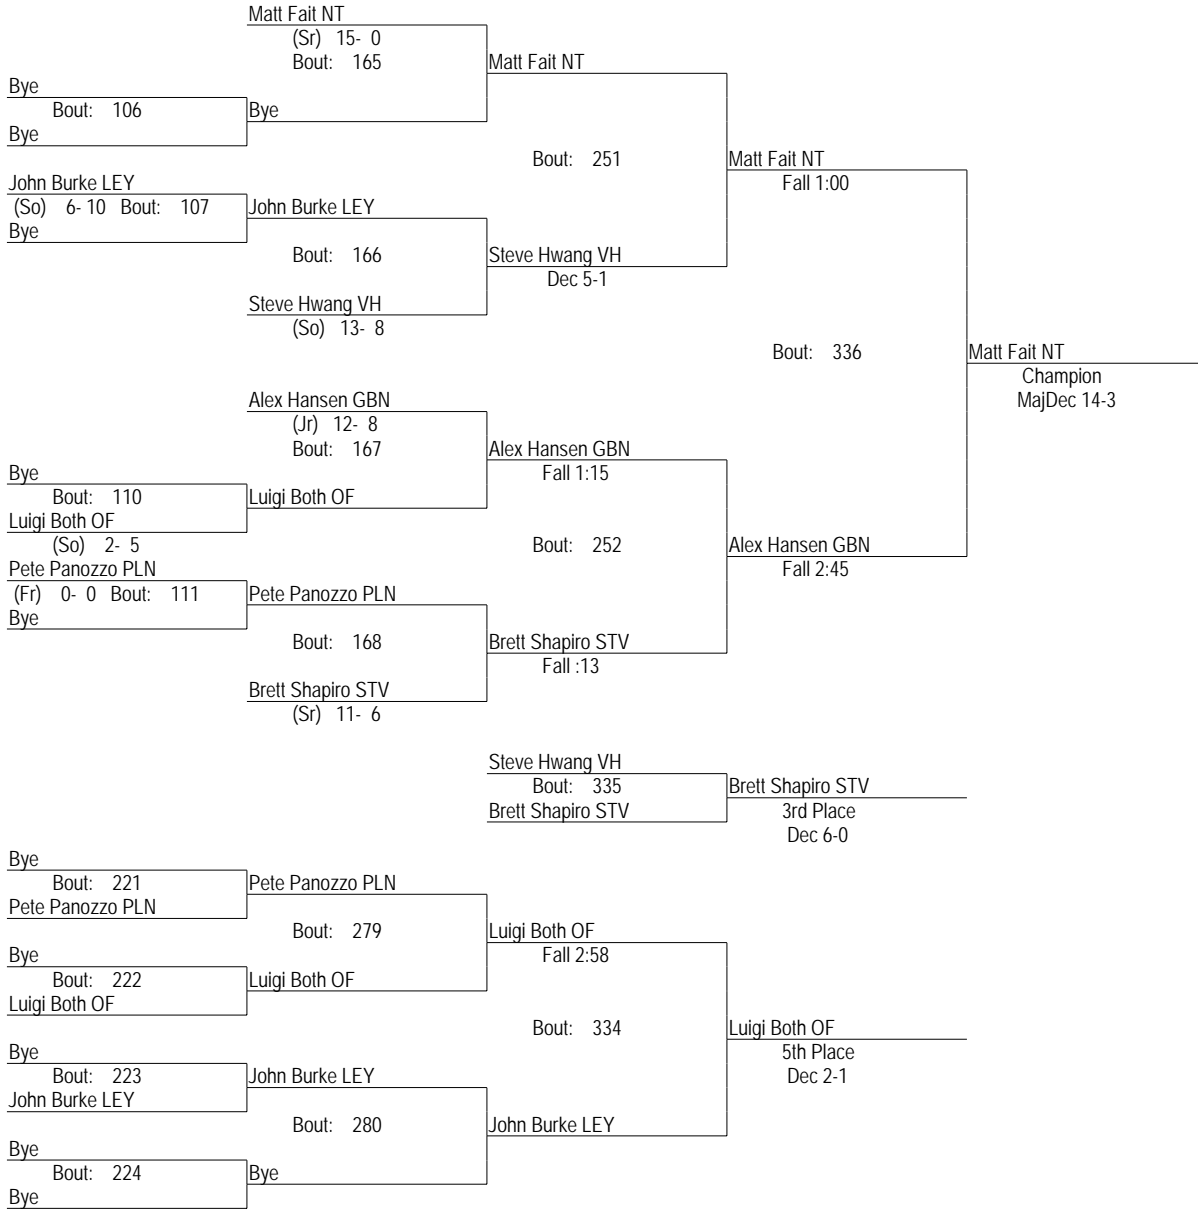 Matt Fait NT
(Sr) 15- 0
Bout: 165
Matt Fait NT
Bye
Bout: 106
Bye
Bye
Bout: 251
Matt Fait NT
Fall 1:00
John Burke LEY
(So) 6- 10 Bout: 107
John Burke LEY
Bye
Bout: 166
Steve Hwang VH
Dec 5-1
Steve Hwang VH
(So) 13- 8
Bout: 336
Matt Fait NT
Champion
MajDec 14-3
Alex Hansen GBN
(Jr) 12- 8
Bout: 167
Alex Hansen GBN
Fall 1:15
Bye
Bout: 110
Luigi Both OF
Luigi Both OF
(So) 2- 5
Bout: 252
Alex Hansen GBN
Fall 2:45
Pete Panozzo PLN
(Fr) 0- 0 Bout: 111
Pete Panozzo PLN
Bye
Bout: 168
Brett Shapiro STV
Fall :13
Brett Shapiro STV
(Sr) 11- 6
Steve Hwang VH
Bout: 335
Brett Shapiro STV
Brett Shapiro STV
3rd Place
Dec 6-0
Bye
Bout: 221
Pete Panozzo PLN
Pete Panozzo PLN
Bout: 279
Luigi Both OF
Fall 2:58
Bye
Bout: 222
Luigi Both OF
Luigi Both OF
Bout: 334
Luigi Both OF
5th Place
Dec 2-1
Bye
Bout: 223
John Burke LEY
John Burke LEY
Bout: 280
John Burke LEY
Bye
Bout: 224
Bye
Bye